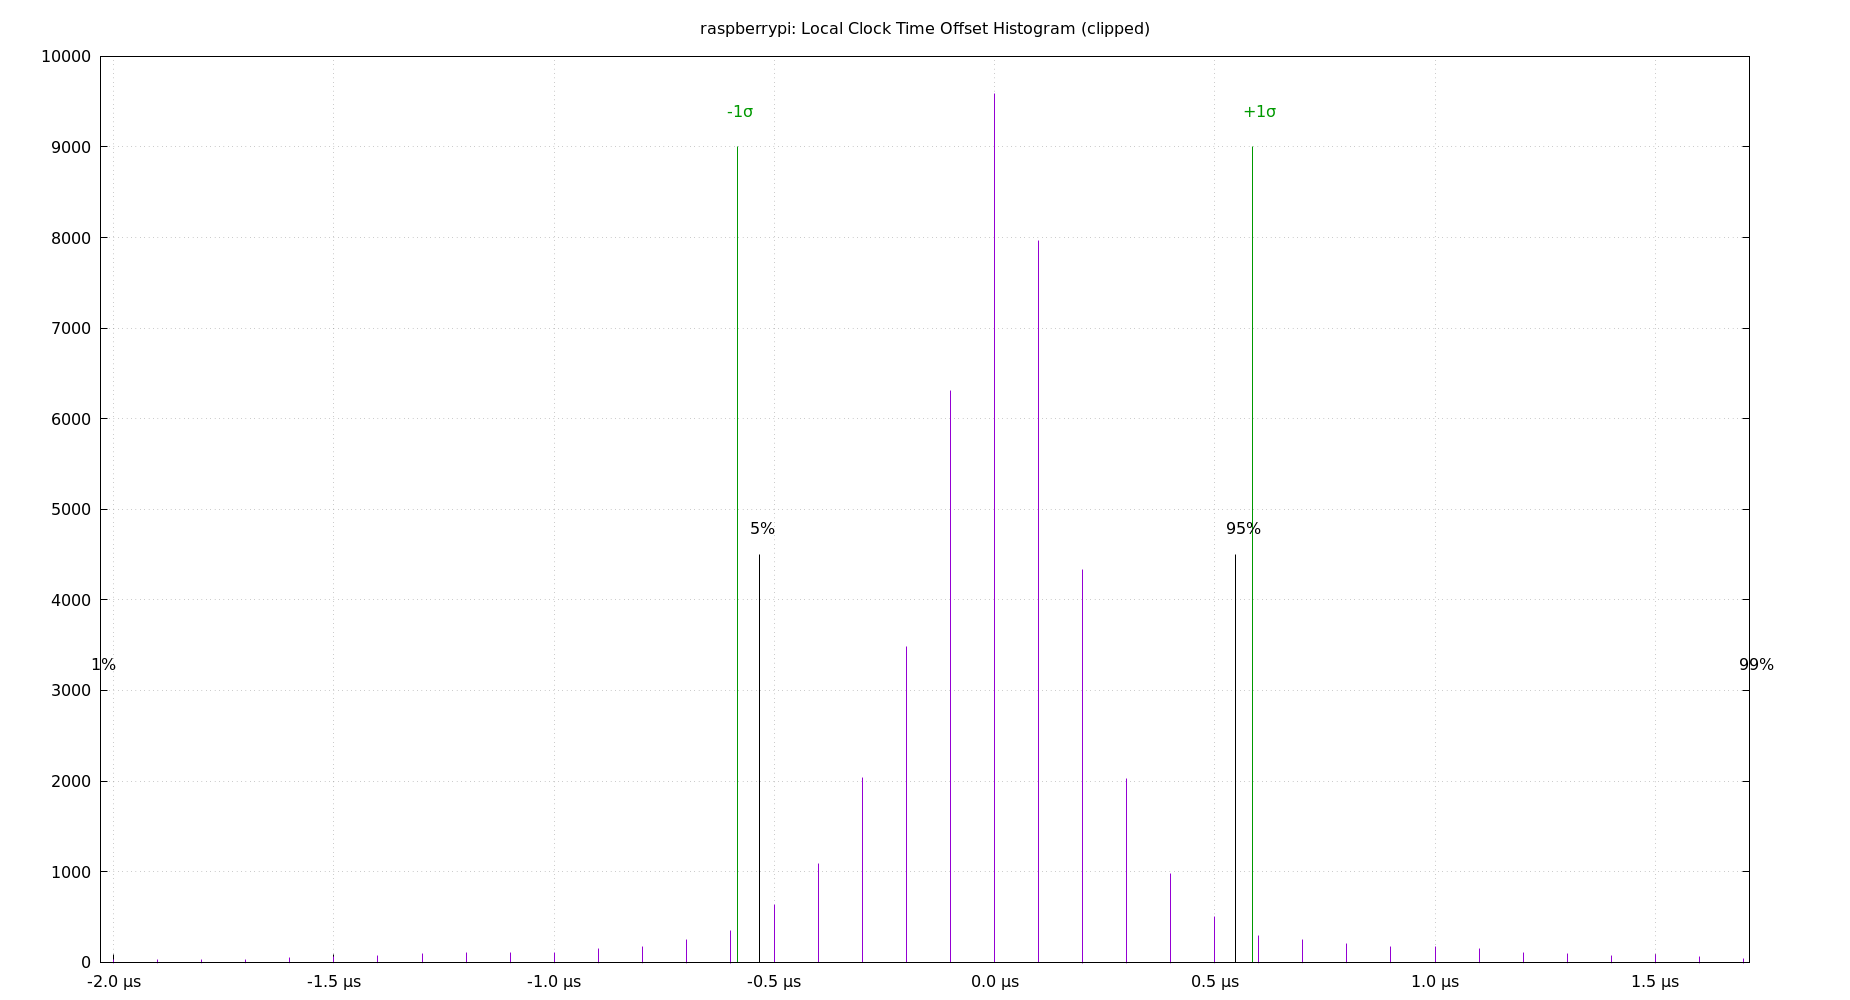 raspberrypi: Local Clock Time Offset Histogram (clipped)
10000
-1σ
+1σ
9000
8000
7000
6000
5000
5%
95%
4000
1%
99%
3000
2000
1000
0
-2.0 µs
-1.5 µs
-1.0 µs
-0.5 µs
0.0 µs
0.5 µs
1.0 µs
1.5 µs